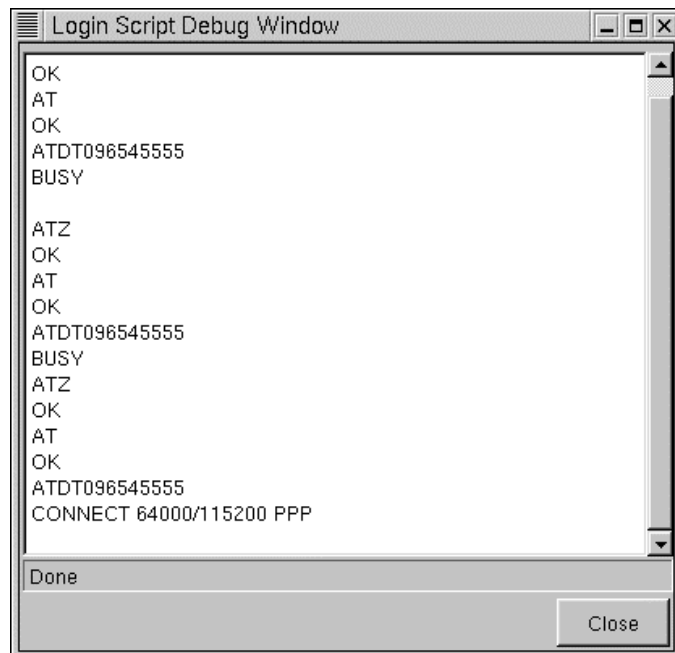 Login Script Debug Window
OK
AT
OK
ATDT096545555
BUSY
ATZ
OK
AT
OK
ATDT096545555
BUSY
ATZ
OK
AT
OK
ATDT096545555
CONNECT 64000/115200 PPP
Done
Close